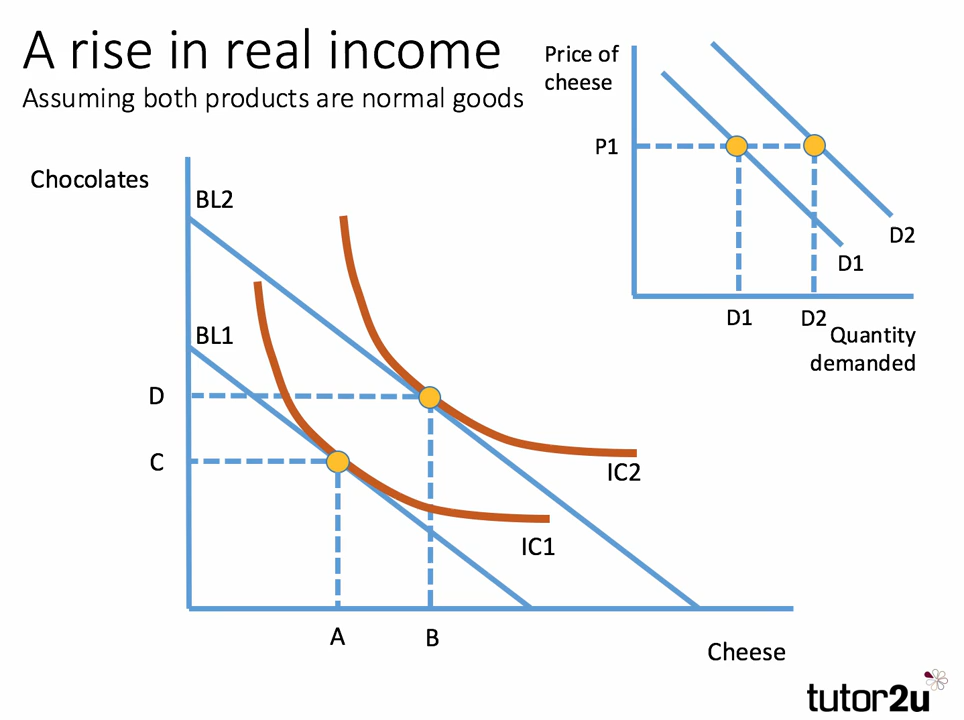 A rise in real income
Assuming both products are normal goods
Price of
cheese
P1
D2
D1
D1
D2
Quantity
demanded
Chocolates
BL2
BL1
D
C
IC2
IC1
A
B
Cheese
tutor2u